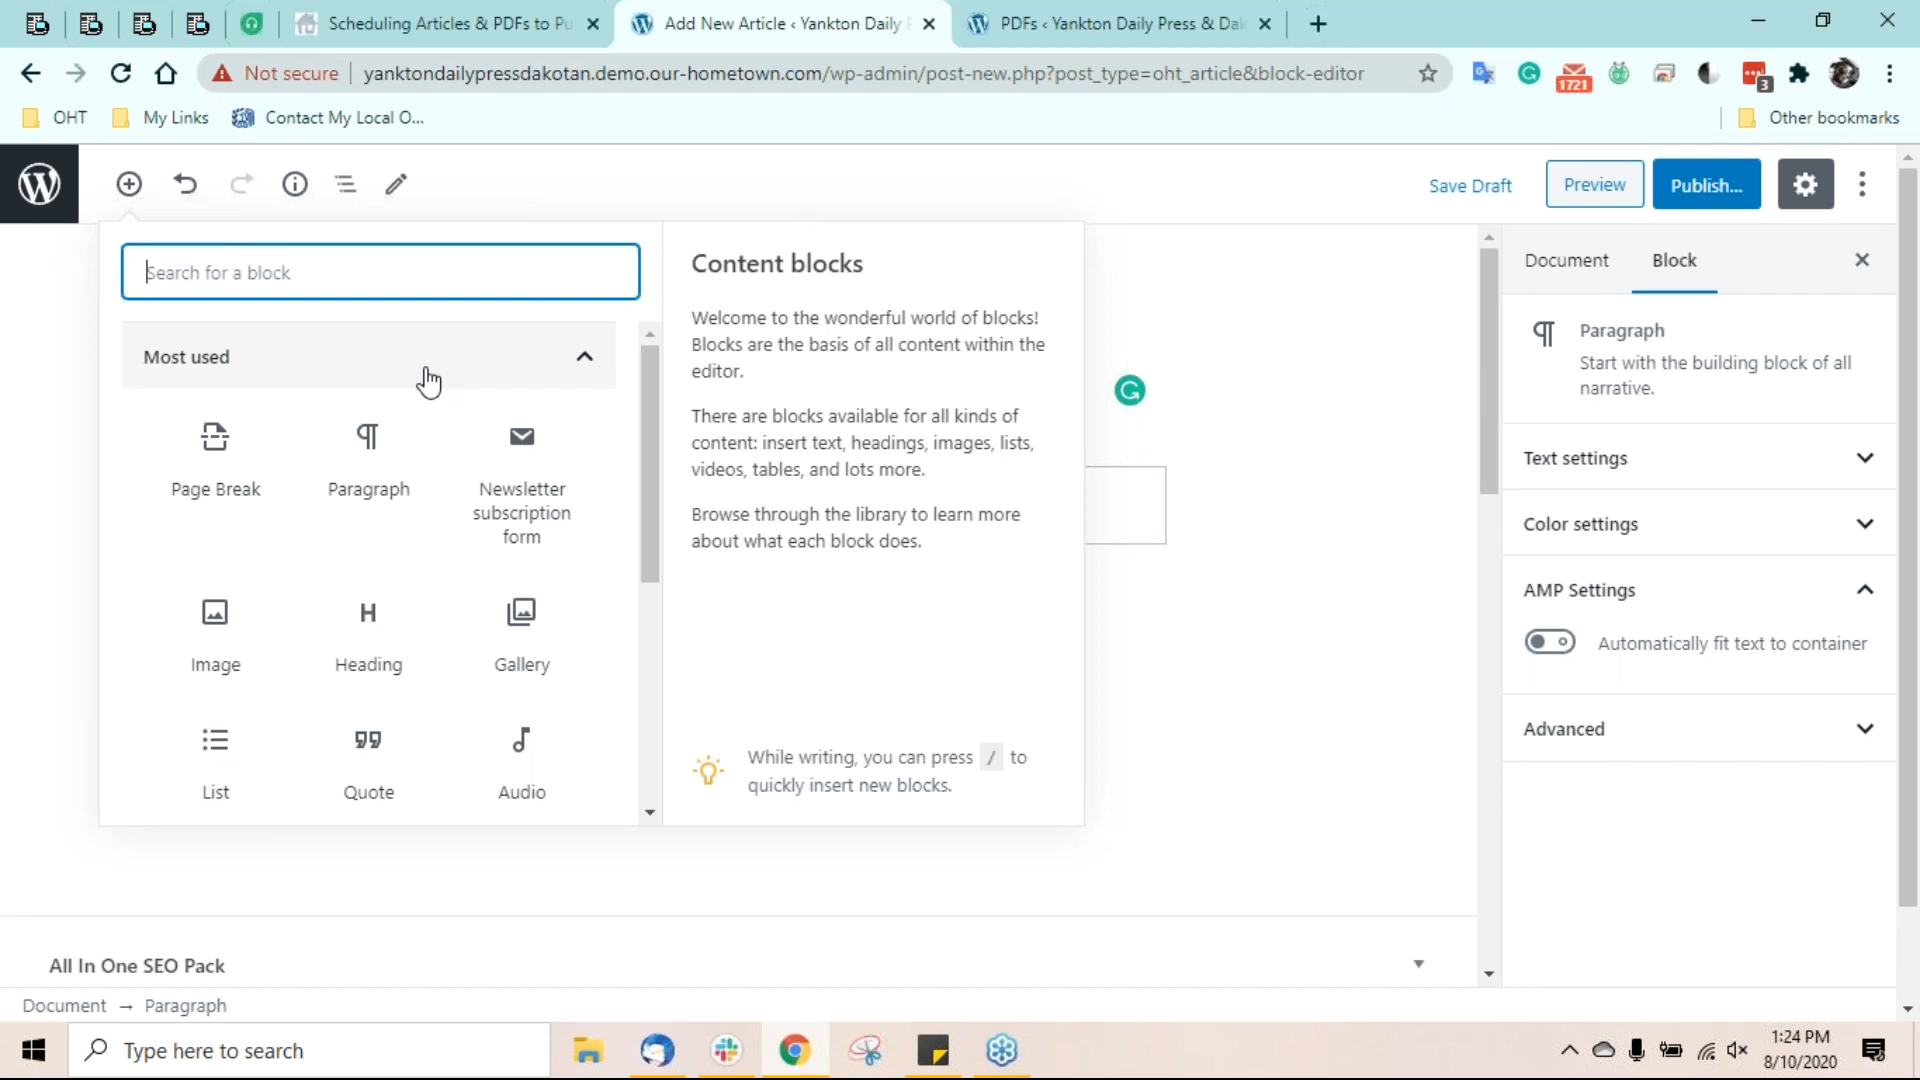 Scheduling Articles & PDFs to Pu
Add New Article ‹ Yankton Daily P
PDFs ‹ Yankton Daily Press & Dak
Not secure
yanktondailypressdakotan.demo.our-hometown.com/wp-admin/post-new.php?post_type=oht_article&block-editor
1721
3
OHT
My Links
Contact My Local O...
Other bookmarks
Save Draft
Preview
Publish...
Search for a block
Most used
Page Break
Paragraph
Newsletter
subscription
form
Image
Heading
Gallery
List
Quote
Audio
Content blocks
Welcome to the wonderful world of blocks!
Blocks are the basis of all content within the
editor.
There are blocks available for all kinds of
content: insert text, headings, images, lists,
videos, tables, and lots more.
Browse through the library to learn more
about what each block does.
While writing, you can press / to
quickly insert new blocks.
Document
Block
Paragraph
Start with the building block of all
narrative.
Text settings
Color settings
AMP Settings
Automatically fit text to container
Advanced
All In One SEO Pack
Document → Paragraph
Type here to search
1:24 PM
8/10/2020